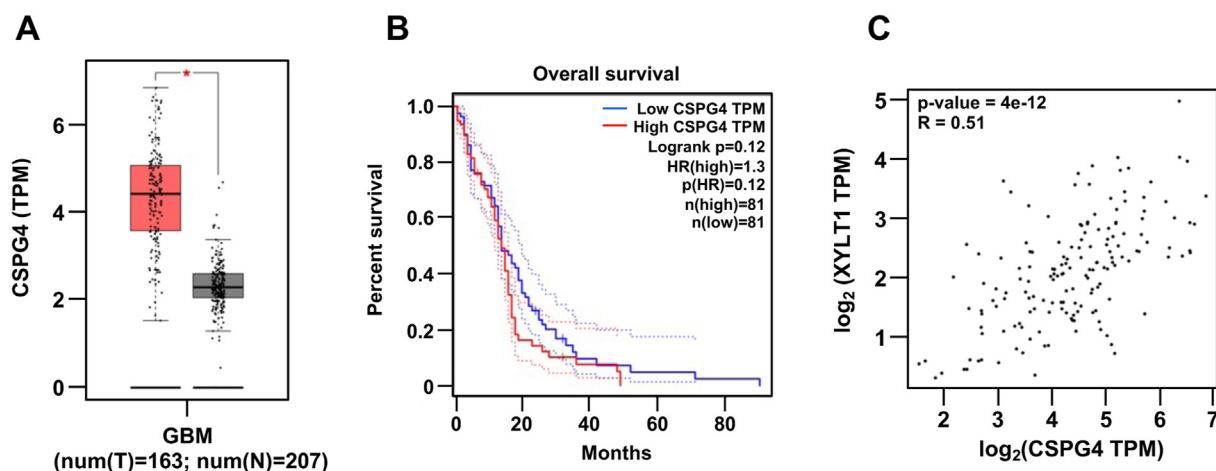 A
CSPG4 (TPM)
6
4
2
0
*
GBM
(num(T)=163; num(N)=207)
B
Overall survival
Percent survival
1.0
0.8
0.6
0.4
0.2
0
Low CSPG4 TPM
High CSPG4 TPM
Logrank p=0.12
HR(high)=1.3
p(HR)=0.12
n(high)=81
n(low)=81
0 20 40 60 80
Months
C
log₂ (XYLT1 TPM)
5
4
3
2
1
p-value = 4e-12
R = 0.51
2 3 4 5 6 7
log₂(CSPG4 TPM)